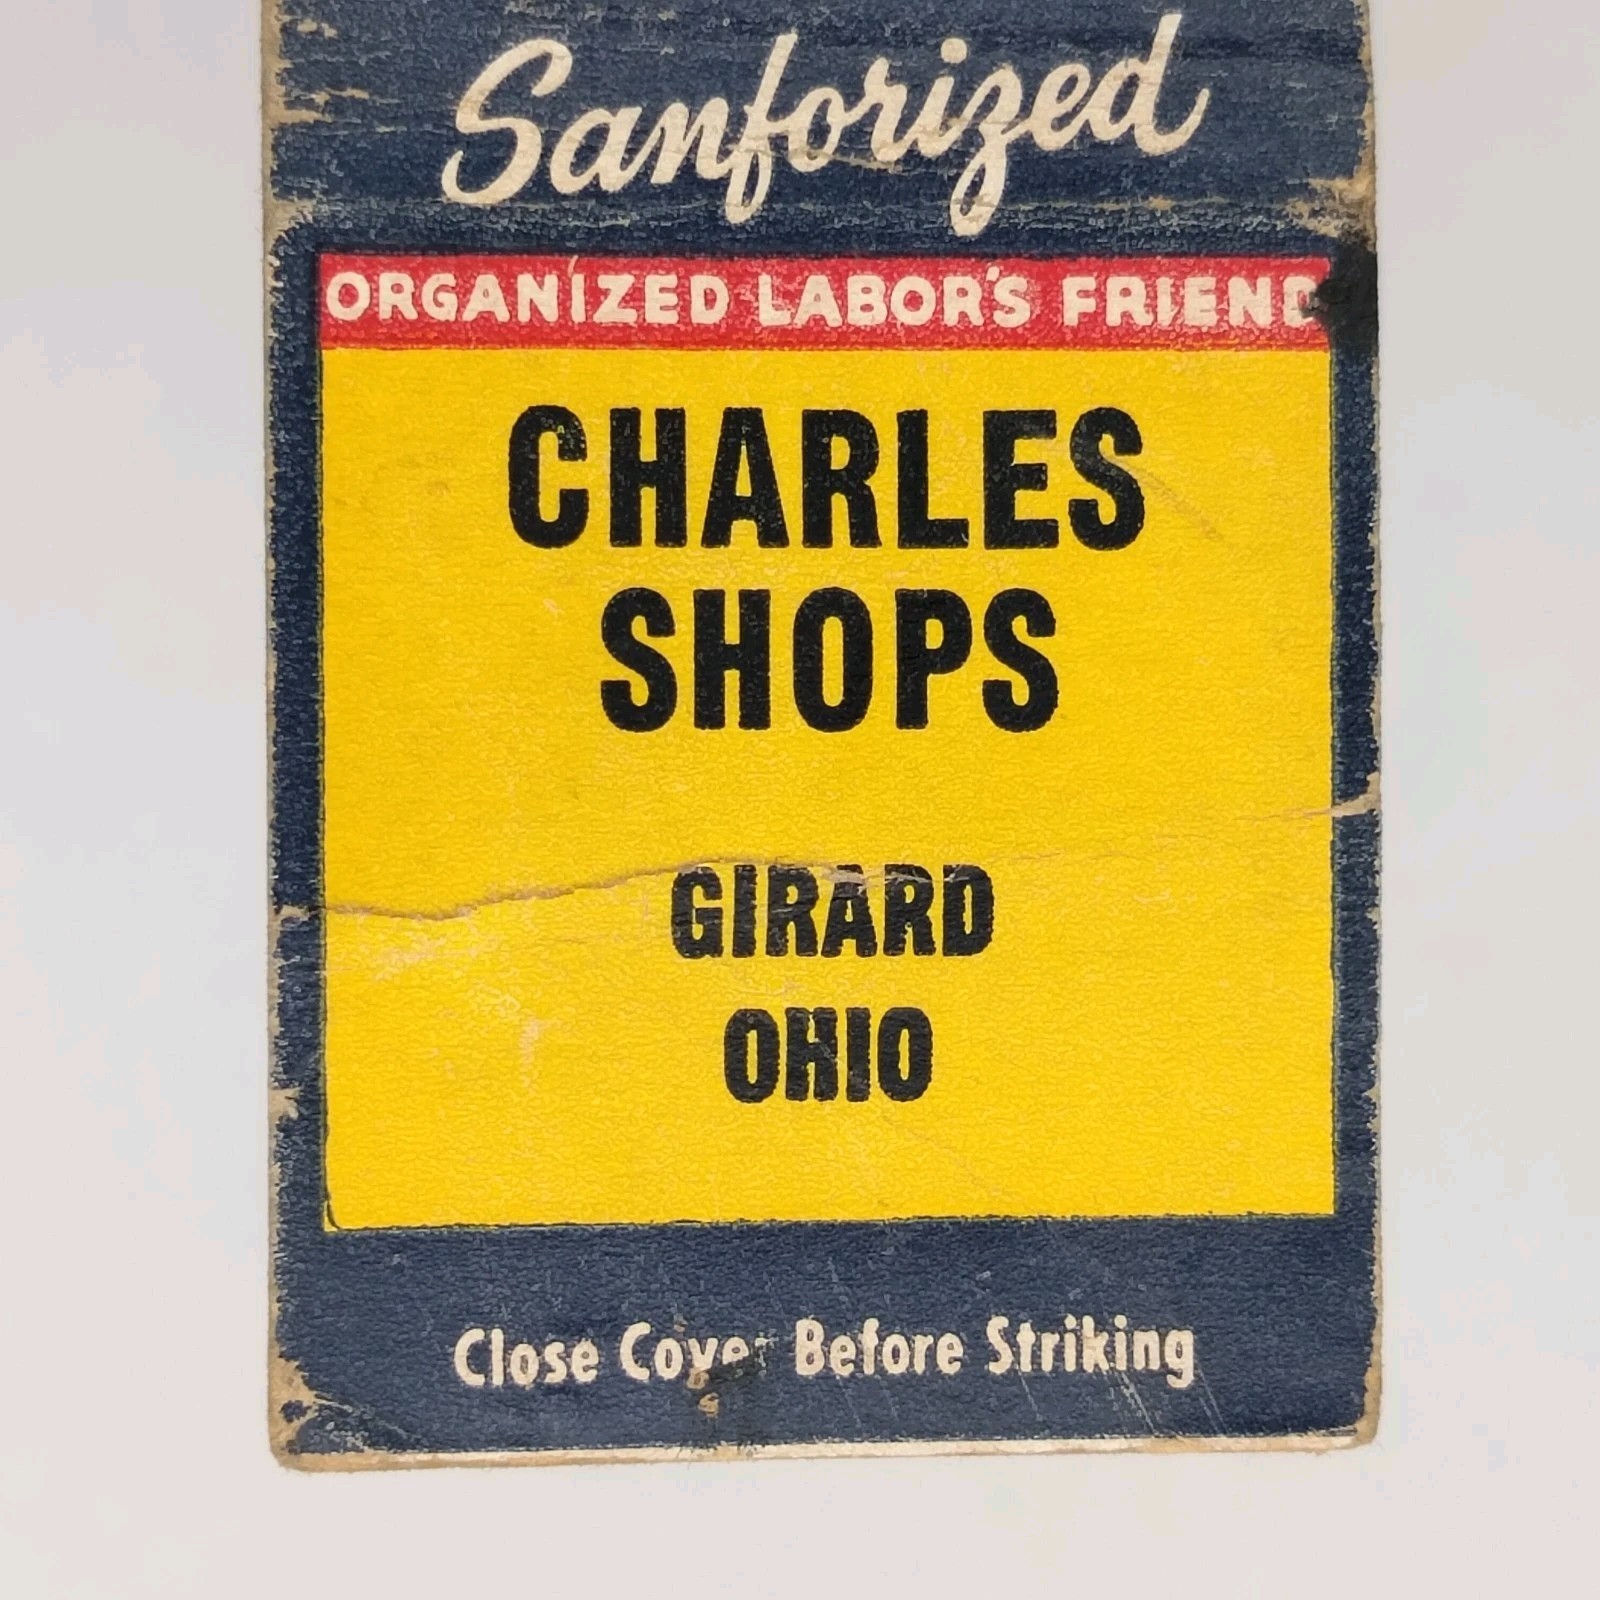 Sanforized
ORGANIZED LABOR'S FRIEND
CHARLES
SHOPS
GIRARD
OHIO
Close Cover Before Striking